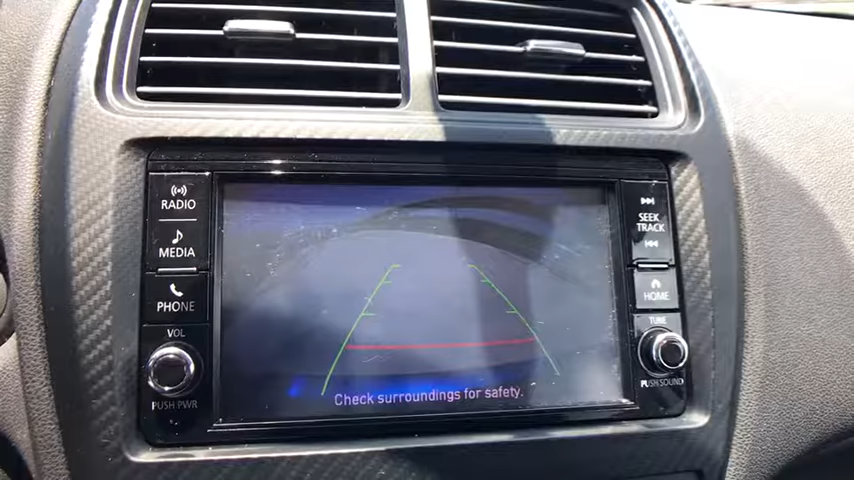 RADIO
MEDIA
PHONE
VOL
PUSH PWR
Check surroundings for safety.
SEEK
TRACK
HOME
TUNE
PUSH SOUND